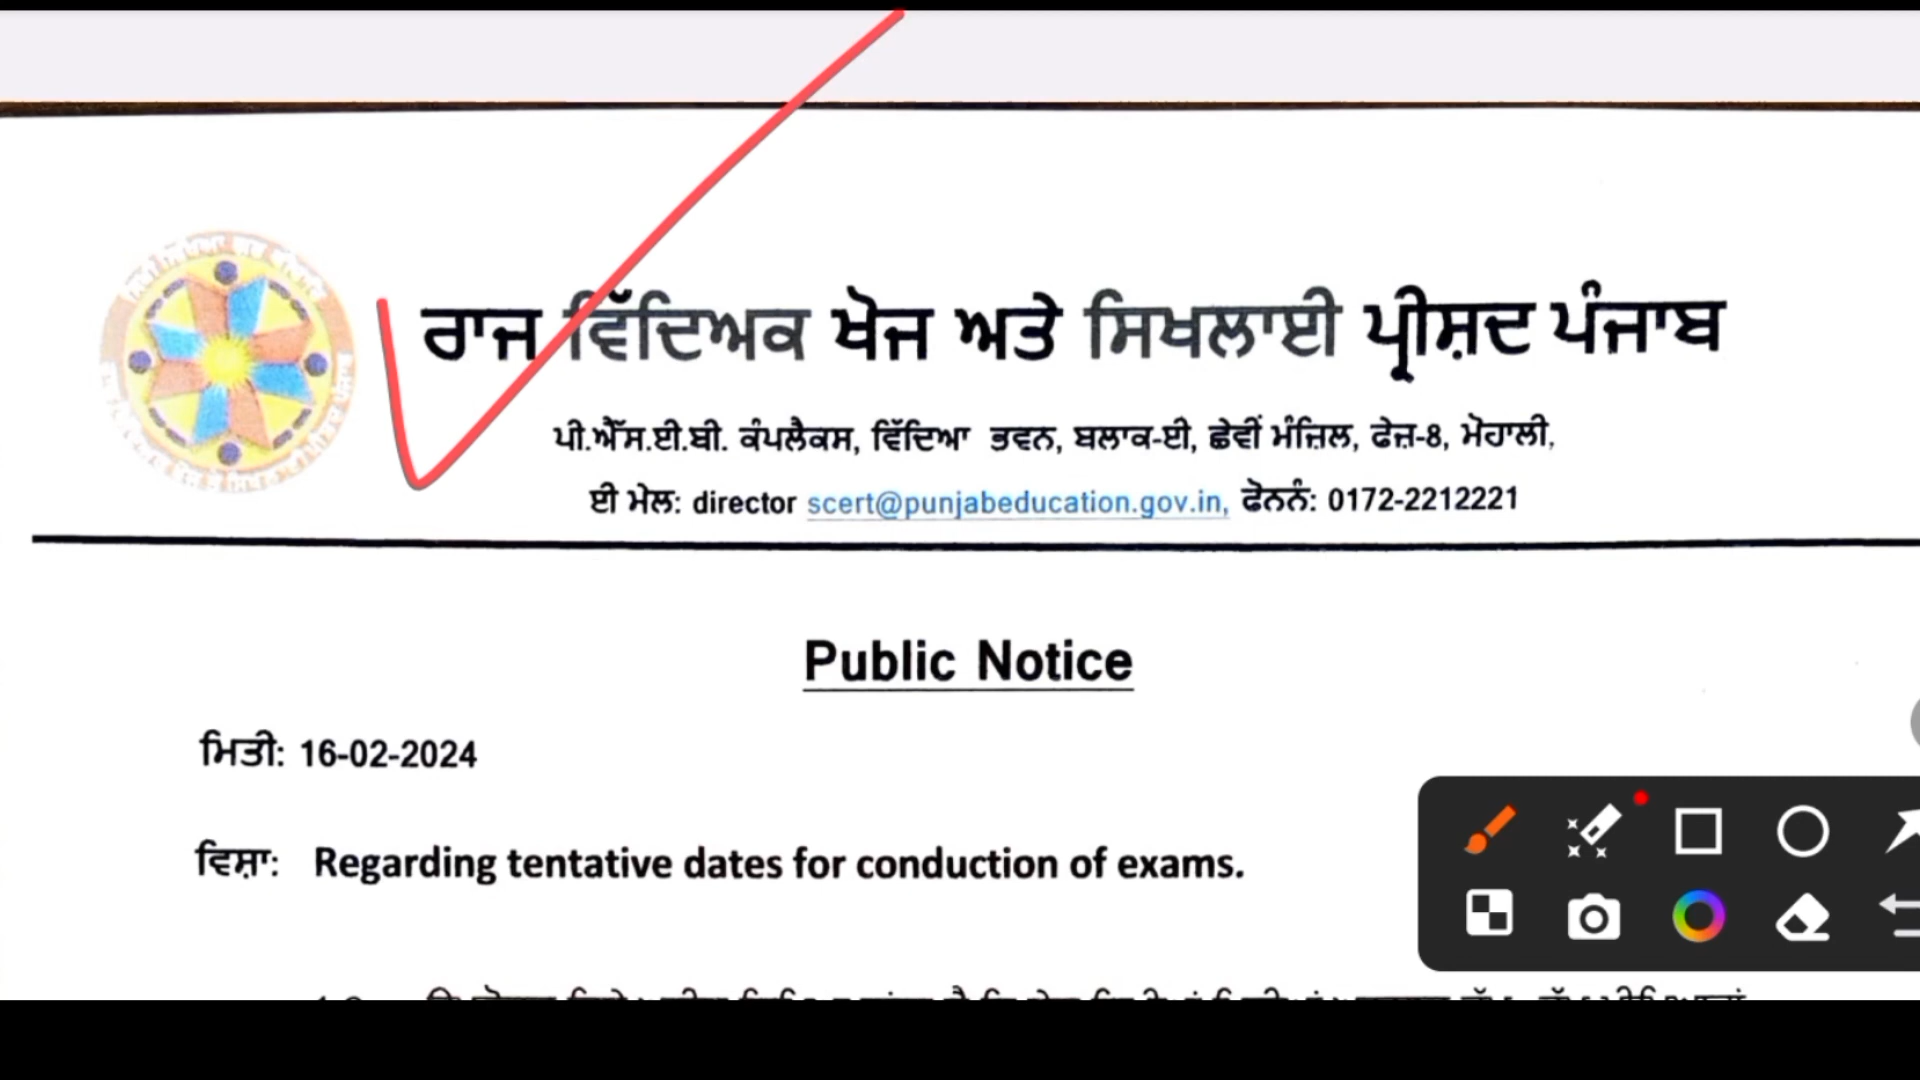 ਰਾਜ ਵਿੱਦਿਅਕ ਖੋਜ ਅਤੇ ਸਿਖਲਾਈ ਪ੍ਰੀਸ਼ਦ ਪੰਜਾਬ
ਪੀ.ਐੱਸ.ਈ.ਬੀ. ਕੰਪਲੈਕਸ, ਵਿੱਦਿਆ ਭਵਨ, ਬਲਾਕ-ਈ, ਛੇਵੀਂ ਮੰਜ਼ਿਲ, ਫੇਜ਼-8, ਮੋਹਾਲੀ,
ਈ ਮੇਲ: director scert@punjabeducation.gov.in, ਫੋਨਨੰ: 0172-2212221
Public Notice
ਮਿਤੀ: 16-02-2024
ਵਿਸ਼ਾ: Regarding tentative dates for conduction of exams.